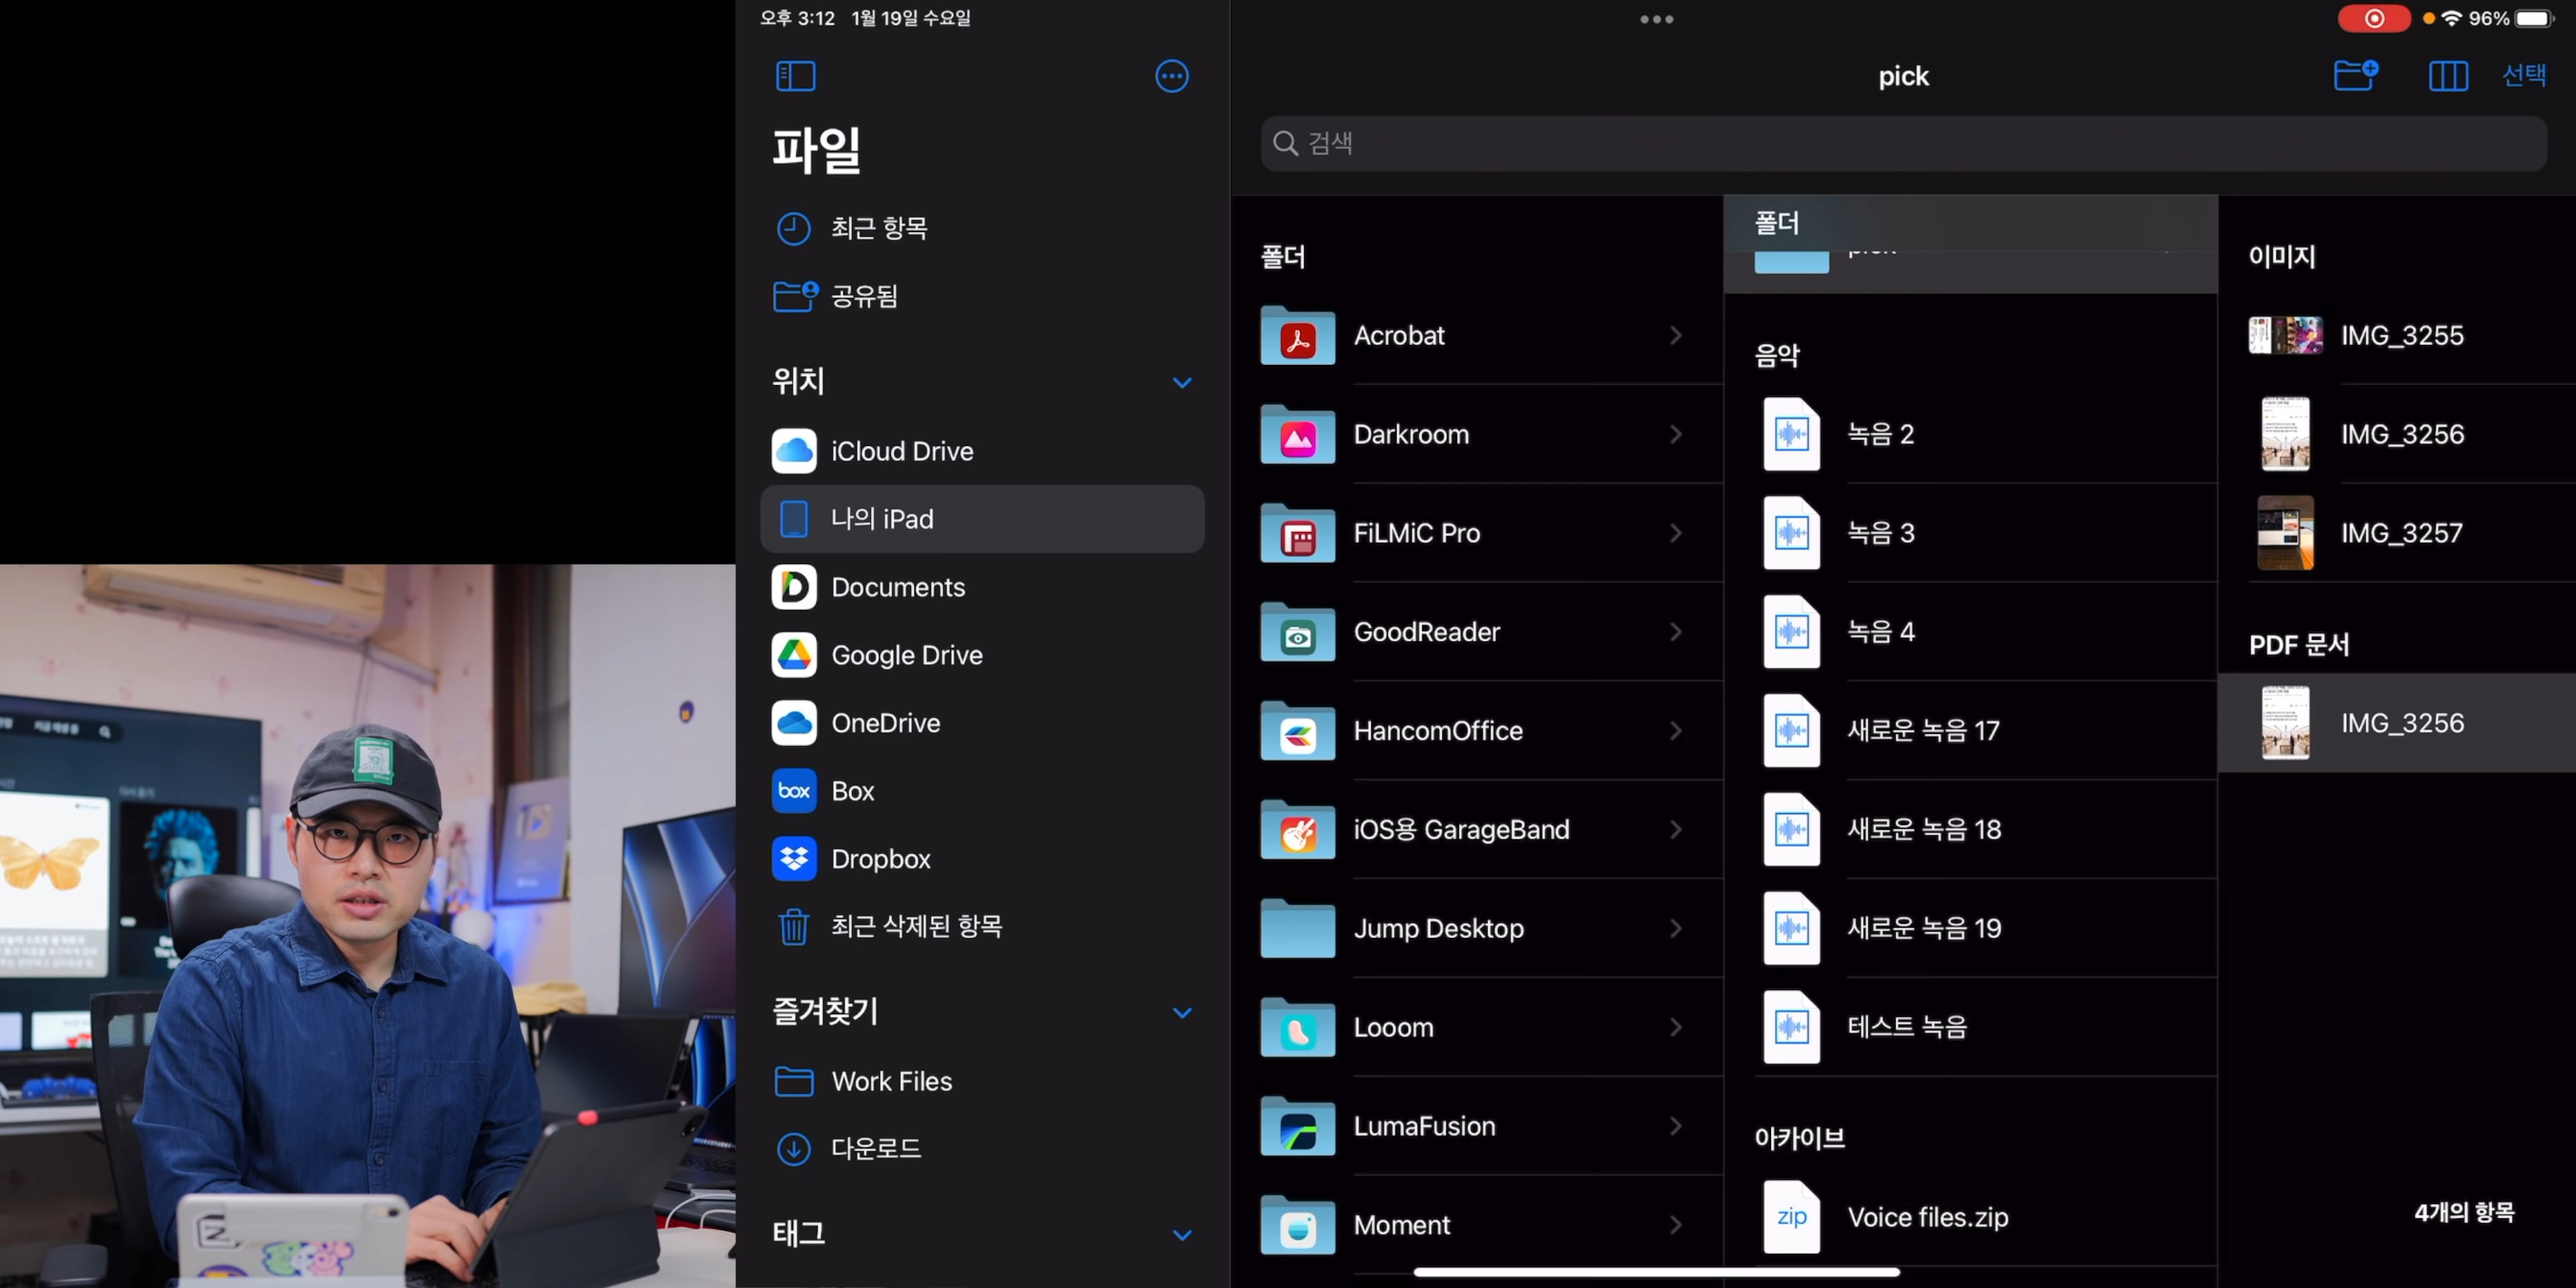 오후 3:12 1월 19일 수요일
96%
파일
최근 항목
공유됨
위치
iCloud Drive
나의 iPad
Documents
Google Drive
OneDrive
box
Box
Dropbox
최근 삭제된 항목
즐겨찾기
Work Files
다운로드
태그
pick
선택
검색
폴더
Acrobat
Darkroom
FiLMiC Pro
GoodReader
HancomOffice
iOS용 GarageBand
Jump Desktop
Looom
LumaFusion
Moment
폴더
pick
음악
녹음 2
녹음 3
녹음 4
새로운 녹음 17
새로운 녹음 18
새로운 녹음 19
테스트 녹음
아카이브
zip
Voice files.zip
이미지
IMG_3255
IMG_3256
IMG_3257
PDF 문서
IMG_3256
4개의 항목